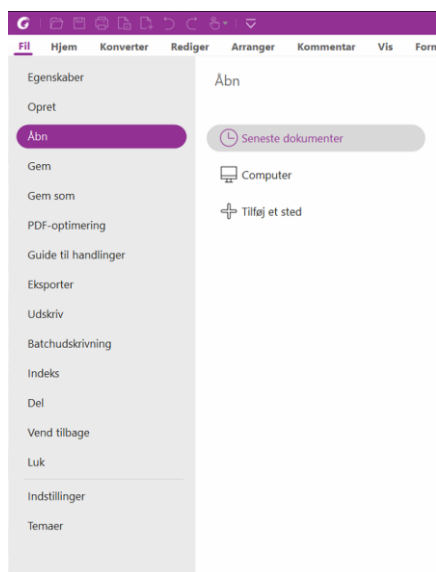 Fil Hjem Konverter Rediger Arranger Kommentar Vis
Egenskaber
Opret
Åbn
Gem
Gem som
PDF-optimering
Guide til handlinger
Eksporter
Udskriv
Batchudskrivning
Indeks
Del
Vend tilbage
Luk
Indstillinger
Temaer
Åbn
Seneste dokumenter
Computer
Tilføj et sted